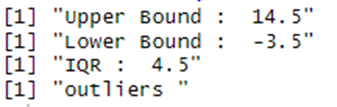 [1] "Upper Bound :  14.5"
[1] "Lower Bound :  -3.5"
[1] "IQR :  4.5"
[1] "outliers "